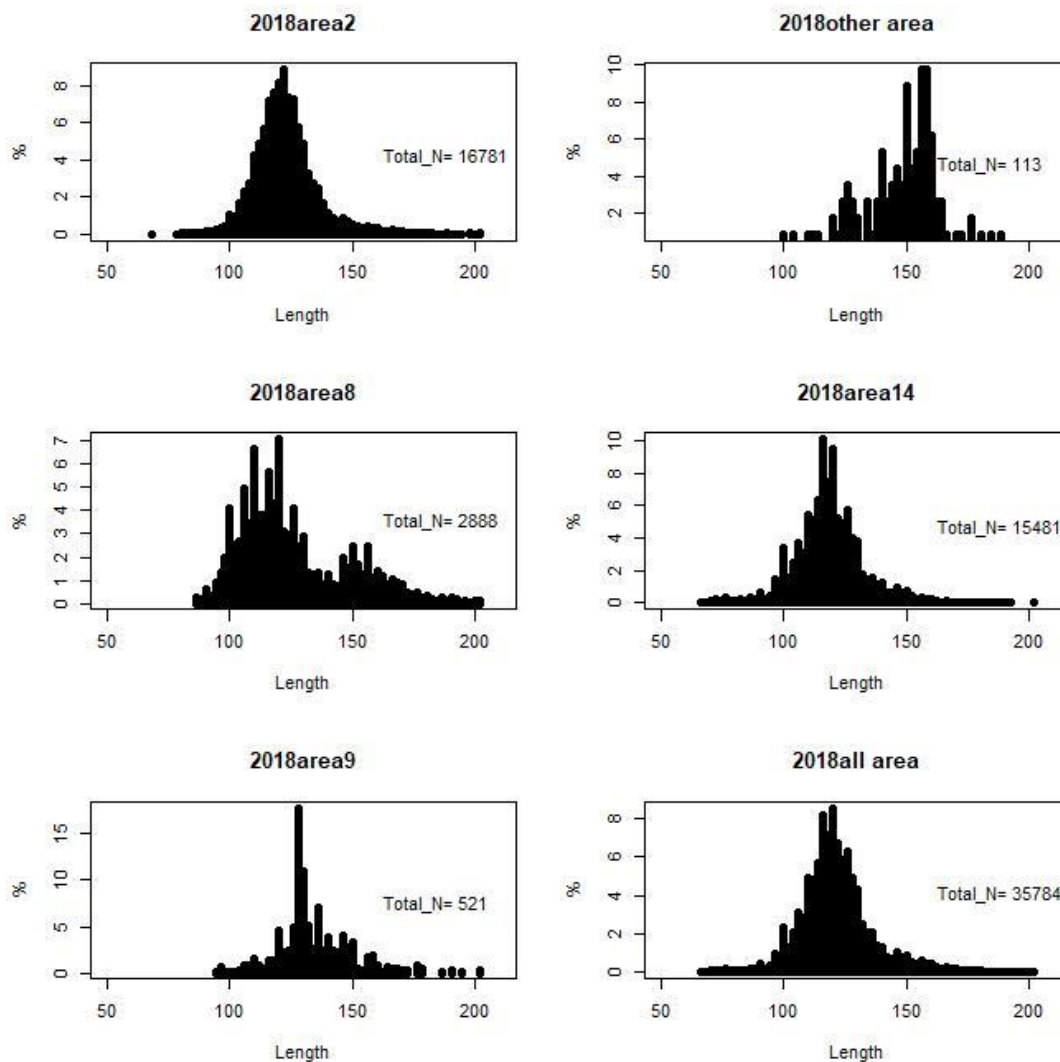 2018area2
%
0 2 4 6 8
Total_N= 16781
50 100 150 200
Length
2018other area
%
2 4 6 8 10
Total_N= 113
50 100 150 200
Length
2018area8
%
0 1 2 3 4 5 6 7
Total_N= 2888
50 100 150 200
Length
2018area14
%
0 2 4 6 8 10
Total_N= 15481
50 100 150 200
Length
2018area9
%
0 5 10 15
Total_N= 521
50 100 150 200
Length
2018all area
%
0 2 4 6 8
Total_N= 35784
50 100 150 200
Length